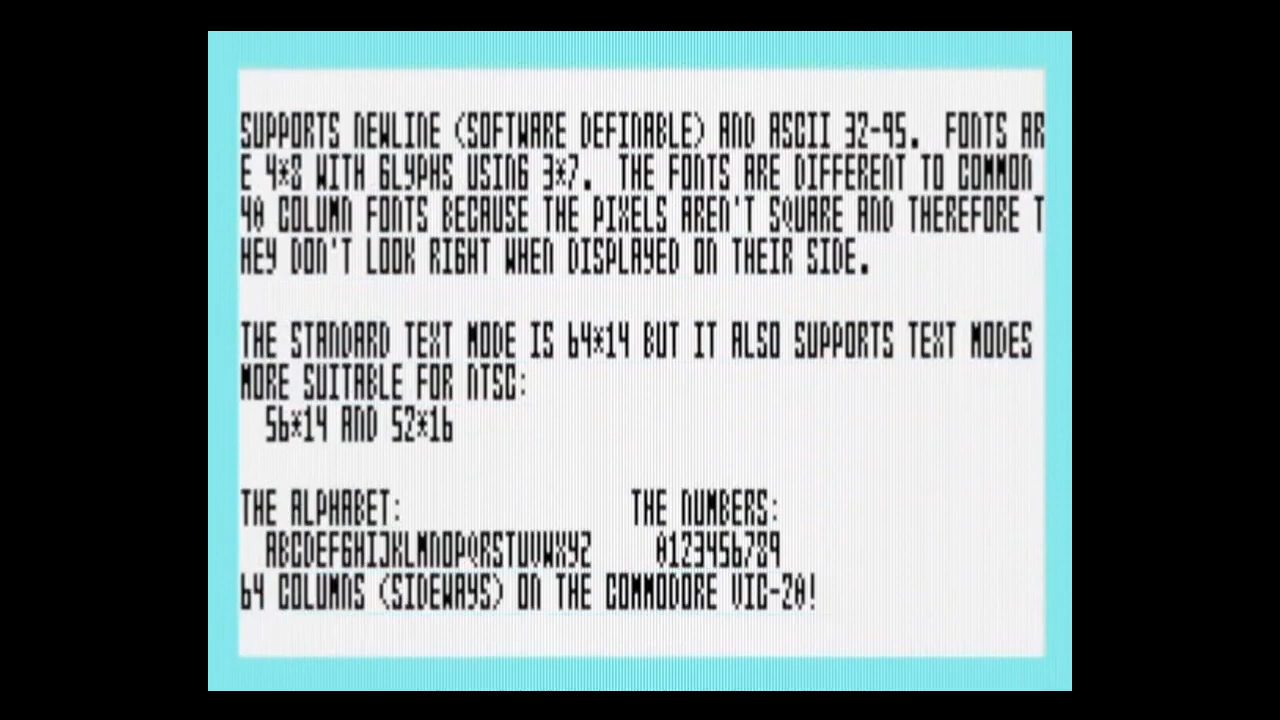 SUPPORTS NEWLINE (SOFTWARE DEFINABLE) AND ASCII 32-95.  FONTS AR
E 4*8 WITH GLYPHS USING 3*7.  THE FONTS ARE DIFFERENT TO COMMON
40 COLUMN FONTS BECAUSE THE PIXELS AREN'T SQUARE AND THEREFORE T
HEY DON'T LOOK RIGHT WHEN DISPLAYED ON THEIR SIDE.
THE STANDARD TEXT MODE IS 64*14 BUT IT ALSO SUPPORTS TEXT MODES
MORE SUITABLE FOR NTSC:
56*14 AND 52*16
THE ALPHABET: THE NUMBERS:
ABCDEFGHIJKLMNOPQRSTUVWXYZ 0123456789
64 COLUMNS (SIDEWAYS) ON THE COMMODORE VIC-20!